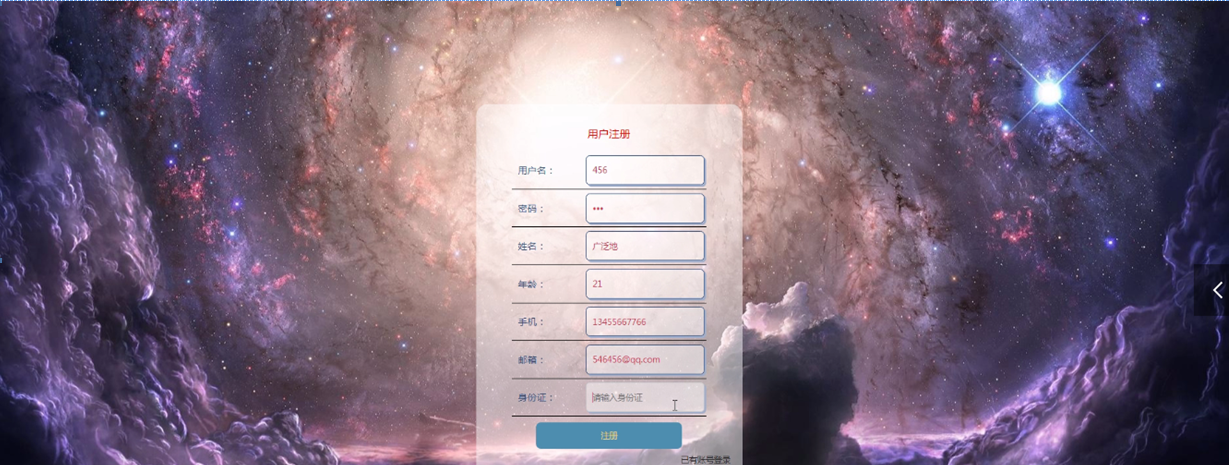 用户注册
用户名： 456
密码： •••
姓名： 广泛地
年龄： 21
手机： 13455667766
邮箱： 546456@qq.com
身份证： 请输入身份证
注册
已有账号登录